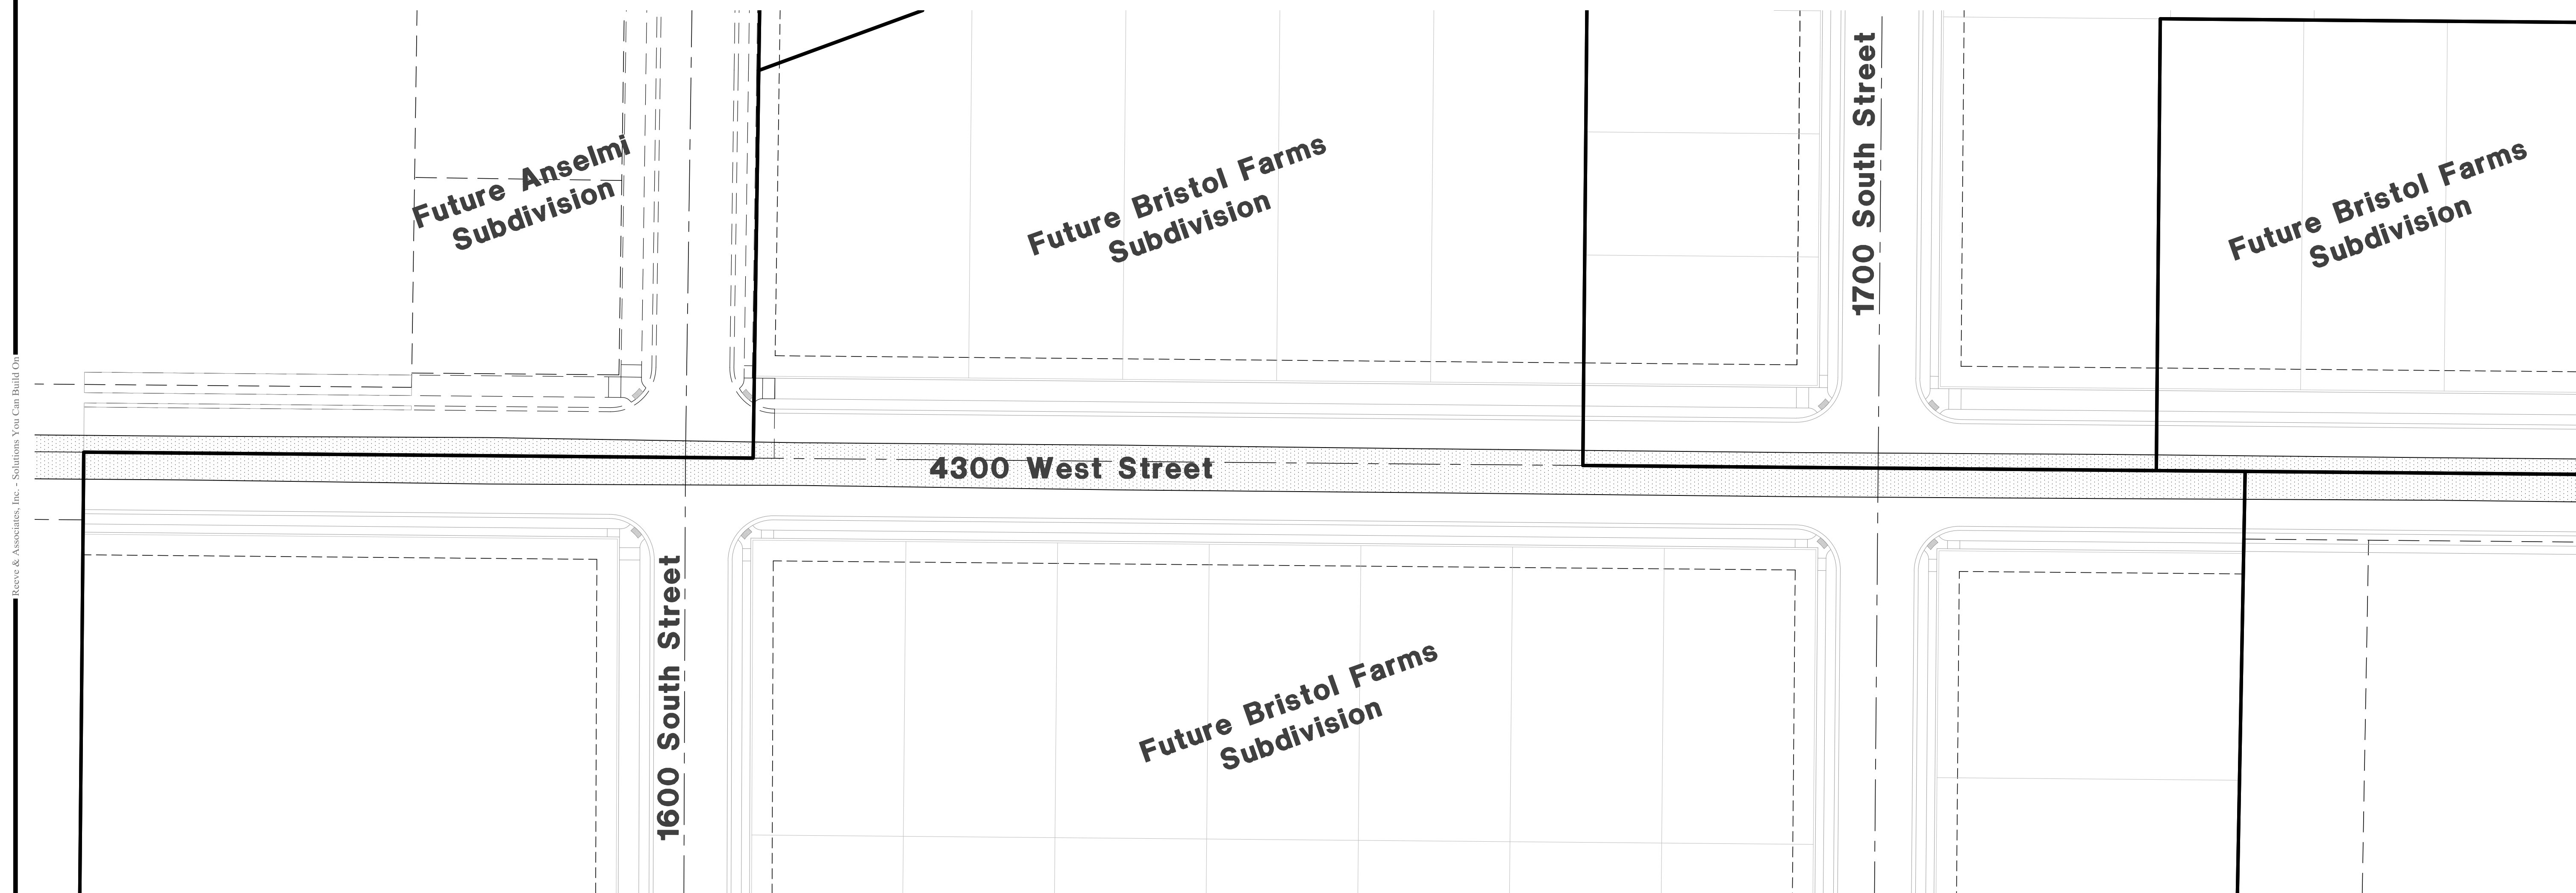 Reeve & Associates, Inc. - Solutions You Can Build On
Future Anselmi
Subdivision
Future Bristol Farms
Subdivision
1700 South Street
Future Bristol Farms
Subdivision
4300 West Street
1600 South Street
Future Bristol Farms
Subdivision